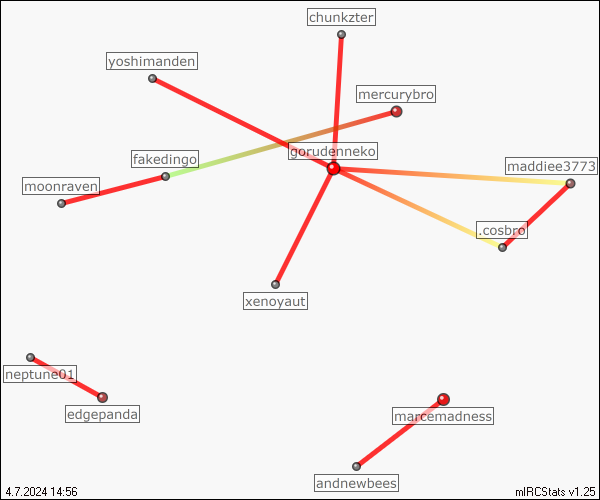 chunkzter
yoshimanden
mercurybro
gorudenneko
fakedingo
maddiee3773
moonraven
.cosbro
xenoyaut
neptune01
edgepanda
marcemadness
andnewbees
4.7.2024 14:56
mIRCStats v1.25